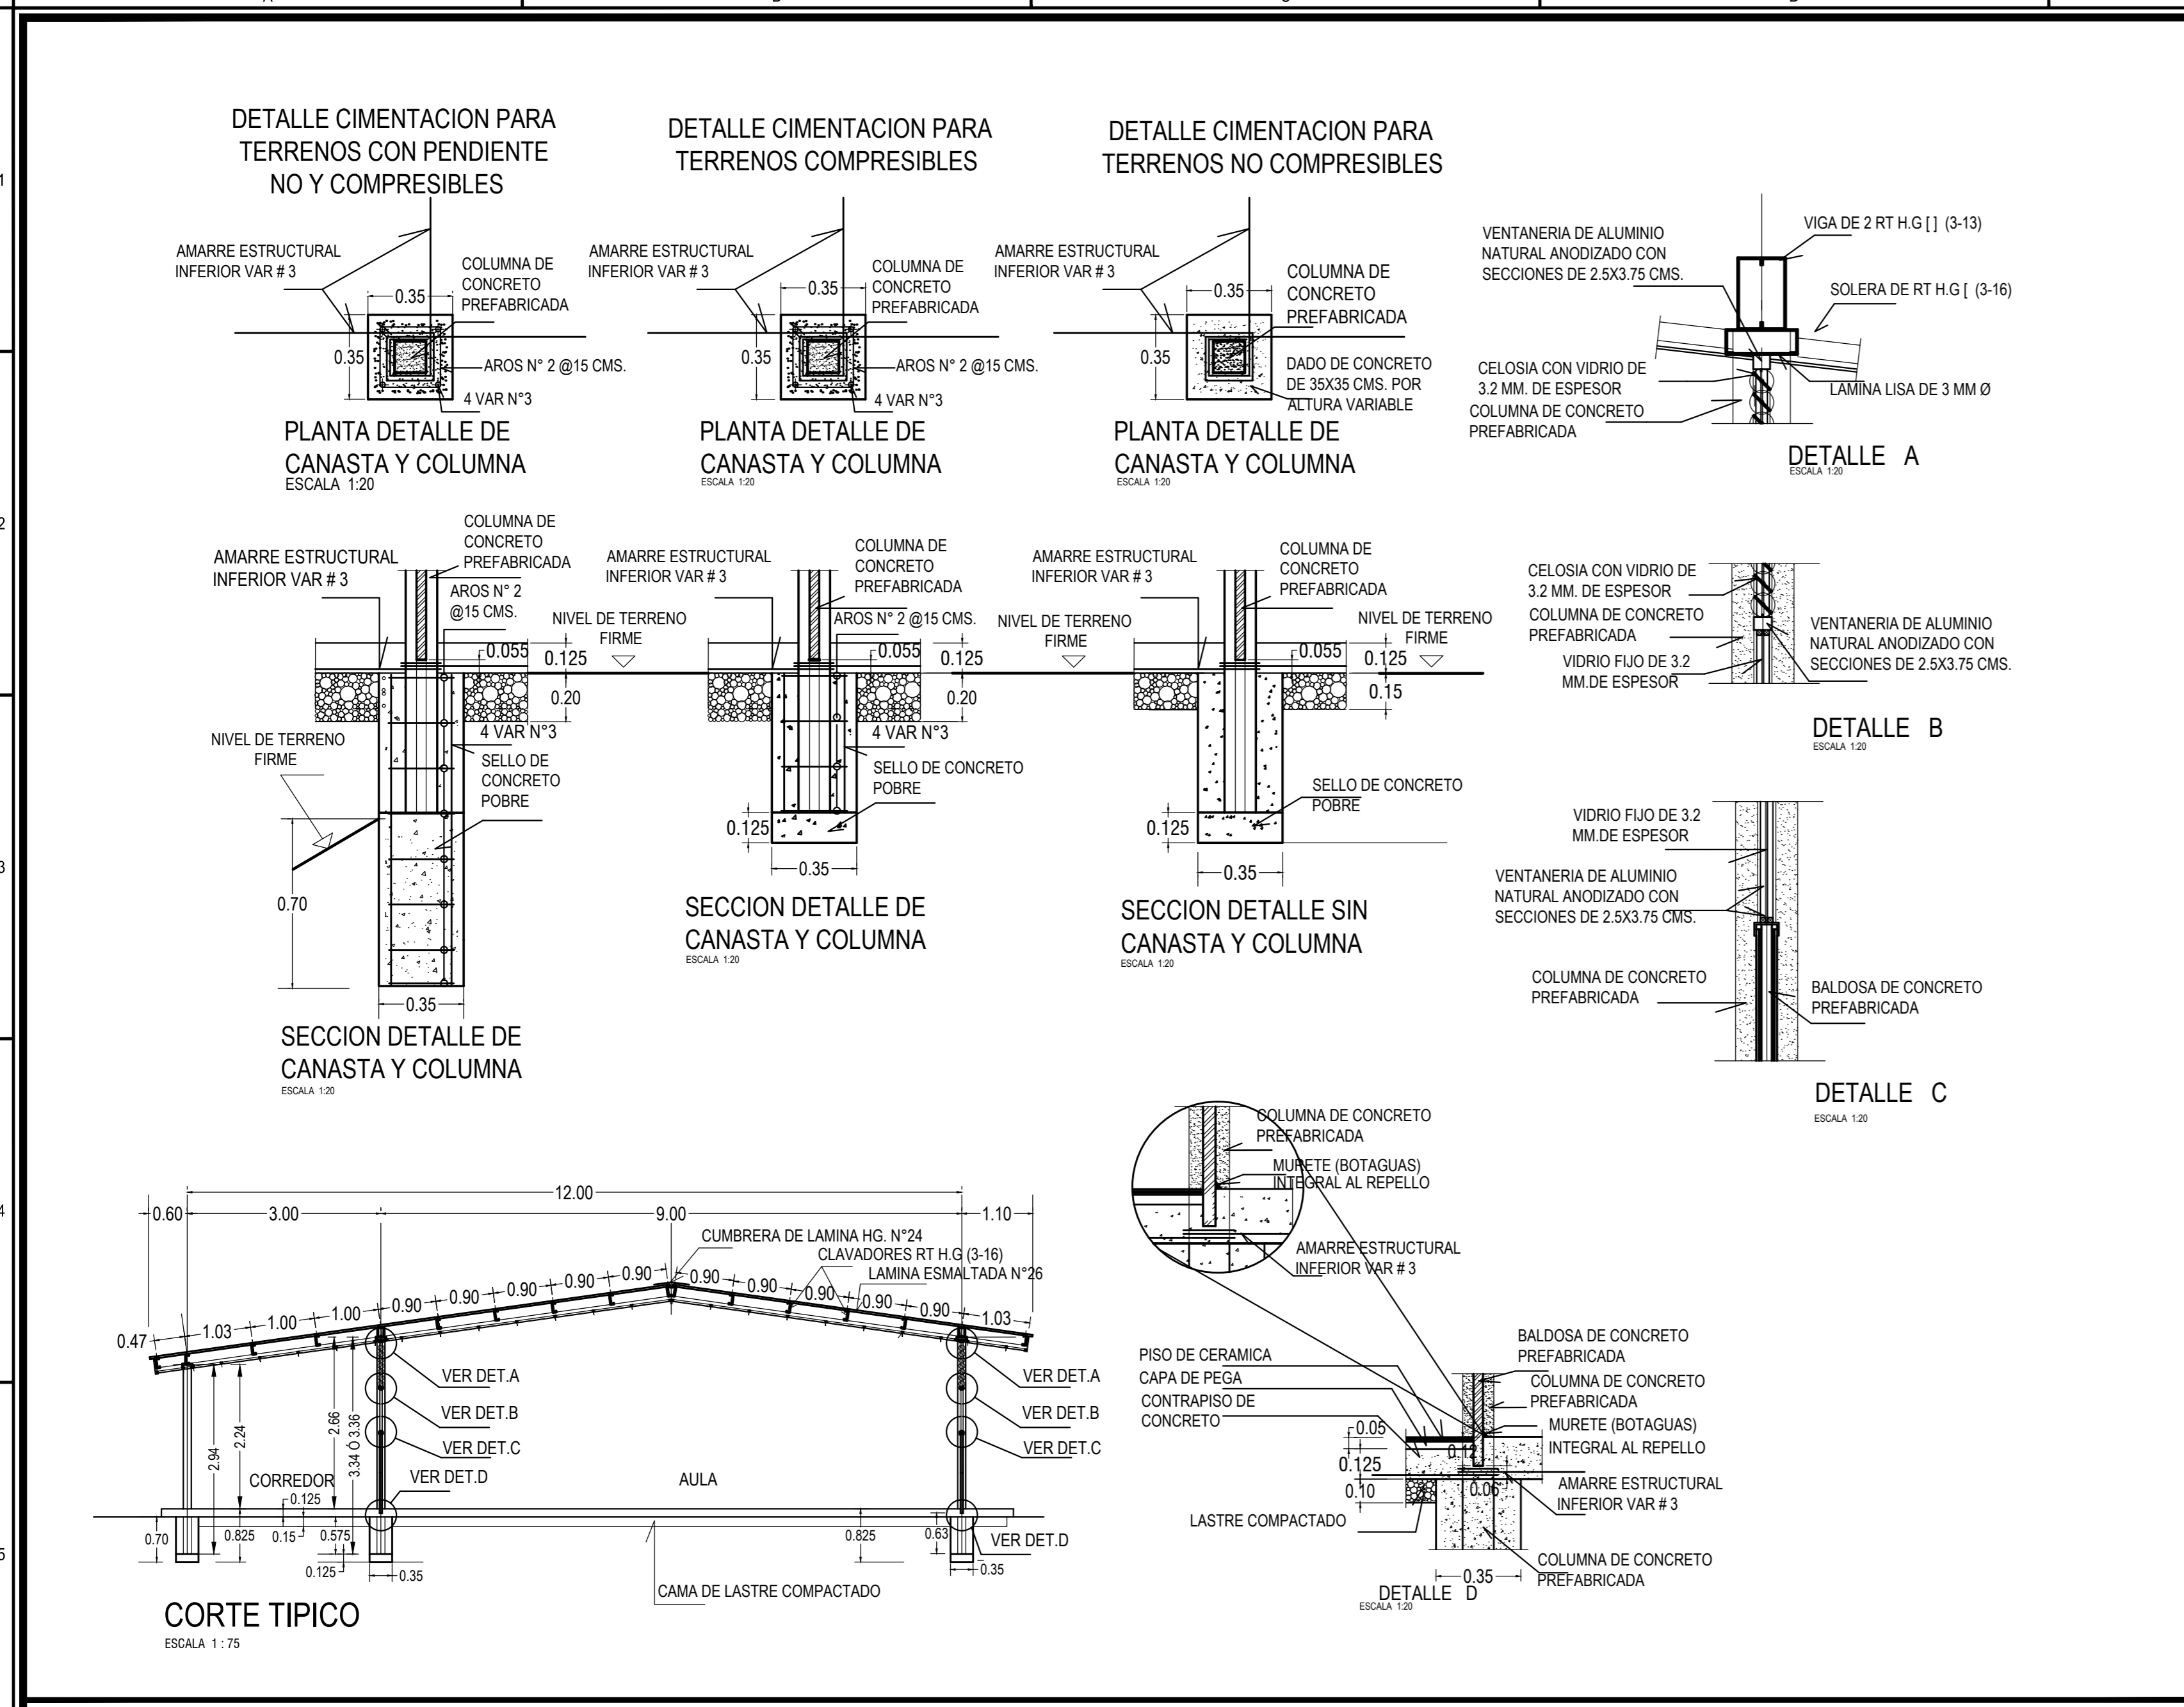 DETALLE CIMENTACION PARA
TERRENOS CON PENDIENTE
NO Y COMPRESIBLES
AMARRE ESTRUCTURAL
INFERIOR VAR # 3
COLUMNA DE
CONCRETO
PREFABRICADA
0.35
0.35
AROS N° 2 @15 CMS.
4 VAR N°3
PLANTA DETALLE DE
CANASTA Y COLUMNA
ESCALA 1:20
DETALLE CIMENTACION PARA
TERRENOS COMPRESIBLES
AMARRE ESTRUCTURAL
INFERIOR VAR # 3
COLUMNA DE
CONCRETO
PREFABRICADA
0.35
0.35
AROS N° 2 @15 CMS.
4 VAR N°3
PLANTA DETALLE DE
CANASTA Y COLUMNA
ESCALA 1:20
DETALLE CIMENTACION PARA
TERRENOS NO COMPRESIBLES
AMARRE ESTRUCTURAL
INFERIOR VAR # 3
COLUMNA DE
CONCRETO
PREFABRICADA
0.35
0.35
DADO DE CONCRETO
DE 35X35 CMS. POR
ALTURA VARIABLE
PLANTA DETALLE DE
CANASTA Y COLUMNA
ESCALA 1:20
VENTANERIA DE ALUMINIO
NATURAL ANODIZADO CON
SECCIONES DE 2.5X3.75 CMS.
VIGA DE 2 RT H.G [ ] (3-13)
SOLERA DE RT H.G [ (3-16)
CELOSIA CON VIDRIO DE
3.2 MM. DE ESPESOR
COLUMNA DE CONCRETO
PREFABRICADA
LAMINA LISA DE 3 MM Ø
DETALLE A
ESCALA 1:20
AMARRE ESTRUCTURAL
INFERIOR VAR # 3
COLUMNA DE
CONCRETO
PREFABRICADA
AROS N° 2
@15 CMS.
NIVEL DE TERRENO
FIRME
0.055
0.125
0.20
4 VAR N°3
NIVEL DE TERRENO
FIRME
SELLO DE
CONCRETO
POBRE
0.70
0.35
SECCION DETALLE DE
CANASTA Y COLUMNA
ESCALA 1:20
AMARRE ESTRUCTURAL
INFERIOR VAR # 3
COLUMNA DE
CONCRETO
PREFABRICADA
AROS N° 2 @15 CMS.
NIVEL DE TERRENO
FIRME
0.055
0.125
0.20
4 VAR N°3
SELLO DE CONCRETO
POBRE
0.125
0.35
SECCION DETALLE DE
CANASTA Y COLUMNA
ESCALA 1:20
AMARRE ESTRUCTURAL
INFERIOR VAR # 3
COLUMNA DE
CONCRETO
PREFABRICADA
NIVEL DE TERRENO
FIRME
0.055
0.125
0.15
SELLO DE CONCRETO
POBRE
0.125
0.35
SECCION DETALLE SIN
CANASTA Y COLUMNA
ESCALA 1:20
CELOSIA CON VIDRIO DE
3.2 MM. DE ESPESOR
COLUMNA DE CONCRETO
PREFABRICADA
VIDRIO FIJO DE 3.2
MM.DE ESPESOR
VENTANERIA DE ALUMINIO
NATURAL ANODIZADO CON
SECCIONES DE 2.5X3.75 CMS.
DETALLE B
ESCALA 1:20
VIDRIO FIJO DE 3.2
MM.DE ESPESOR
VENTANERIA DE ALUMINIO
NATURAL ANODIZADO CON
SECCIONES DE 2.5X3.75 CMS.
COLUMNA DE CONCRETO
PREFABRICADA
BALDOSA DE CONCRETO
PREFABRICADA
DETALLE C
ESCALA 1:20
12.00
0.60
3.00
9.00
1.10
CUMBRERA DE LAMINA HG. N°24
CLAVADORES RT H.G (3-16)
LAMINA ESMALTADA N°26
0.47
1.03
1.00
1.00
0.90
0.90
0.90
0.90
0.90
0.90
0.90
0.90
0.90
0.90
1.03
VER DET.A
VER DET.B
VER DET.C
VER DET.D
VER DET.A
VER DET.B
VER DET.C
VER DET.D
2.94
2.24
2.66
3.34 Ó 3.36
CORREDOR
AULA
0.125
0.70
0.825
0.15
0.575
0.125
0.35
0.825
0.63
0.35
CAMA DE LASTRE COMPACTADO
CORTE TIPICO
ESCALA 1 : 75
COLUMNA DE CONCRETO
PREFABRICADA
MURETE (BOTAGUAS)
INTEGRAL AL REPELLO
AMARRE ESTRUCTURAL
INFERIOR VAR # 3
PISO DE CERAMICA
CAPA DE PEGA
CONTRAPISO DE
CONCRETO
BALDOSA DE CONCRETO
PREFABRICADA
COLUMNA DE CONCRETO
PREFABRICADA
MURETE (BOTAGUAS)
INTEGRAL AL REPELLO
AMARRE ESTRUCTURAL
INFERIOR VAR # 3
0.05
0.125
0.10
0.12
0.06
LASTRE COMPACTADO
COLUMNA DE CONCRETO
PREFABRICADA
0.35
DETALLE D
ESCALA 1:20